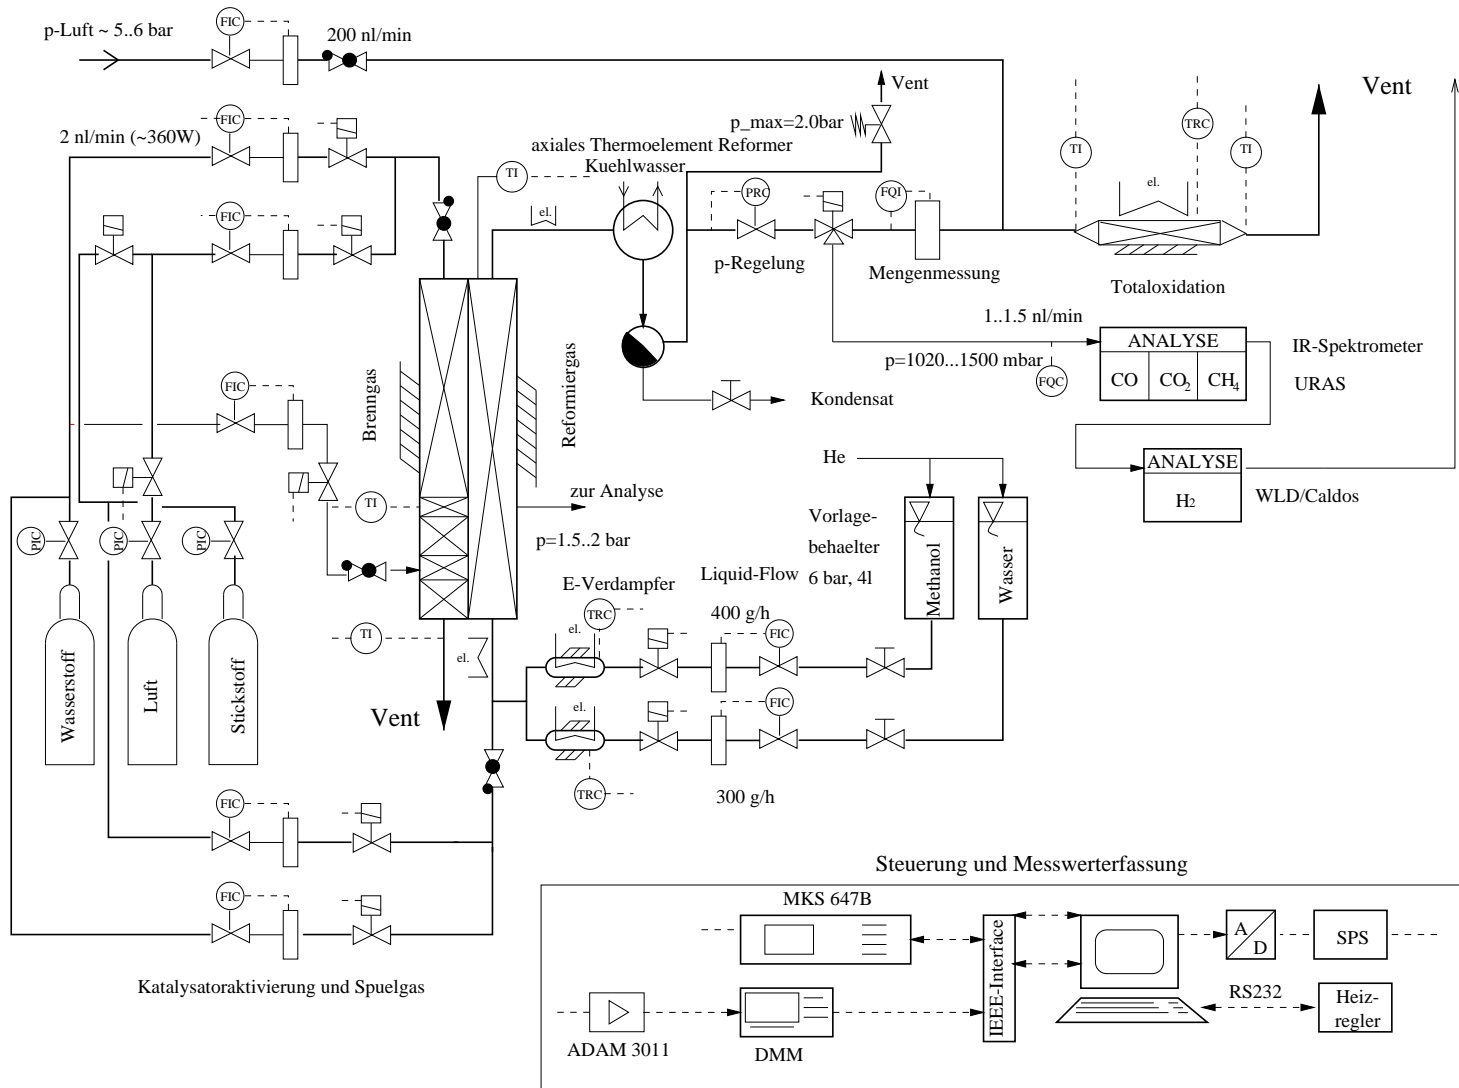 FIC
p-Luft ~ 5..6 bar
200 nl/min
Vent
Vent
FIC
2 nl/min (~360W)
p_max=2.0bar
TRC
TI
TI
axiales Thermoelement Reformer
Kuehlwasser
TI
el.
el.
PRC
FQI
FIC
p-Regelung
Mengenmessung
Totaloxidation
1..1.5 nl/min
p=1020...1500 mbar
ANALYSE
CO
CO2
CH4
IR-Spektrometer
URAS
FQC
FIC
Kondensat
Brenngas
Reformiergas
He
ANALYSE
H2
WLD/Caldos
zur Analyse
TI
p=1.5..2 bar
Vorlage-
behaelter
6 bar, 4l
Methanol
Wasser
PIC
PIC
PIC
E-Verdampfer
Liquid-Flow
TRC
400 g/h
el.
FIC
TI
el.
Wasserstoff
Luft
Stickstoff
Vent
el.
FIC
TRC
300 g/h
FIC
FIC
Katalysatoraktivierung und Spuelgas
Steuerung und Messwerterfassung
MKS 647B
IEEE-Interface
A
D
SPS
RS232
Heiz-
regler
ADAM 3011
DMM